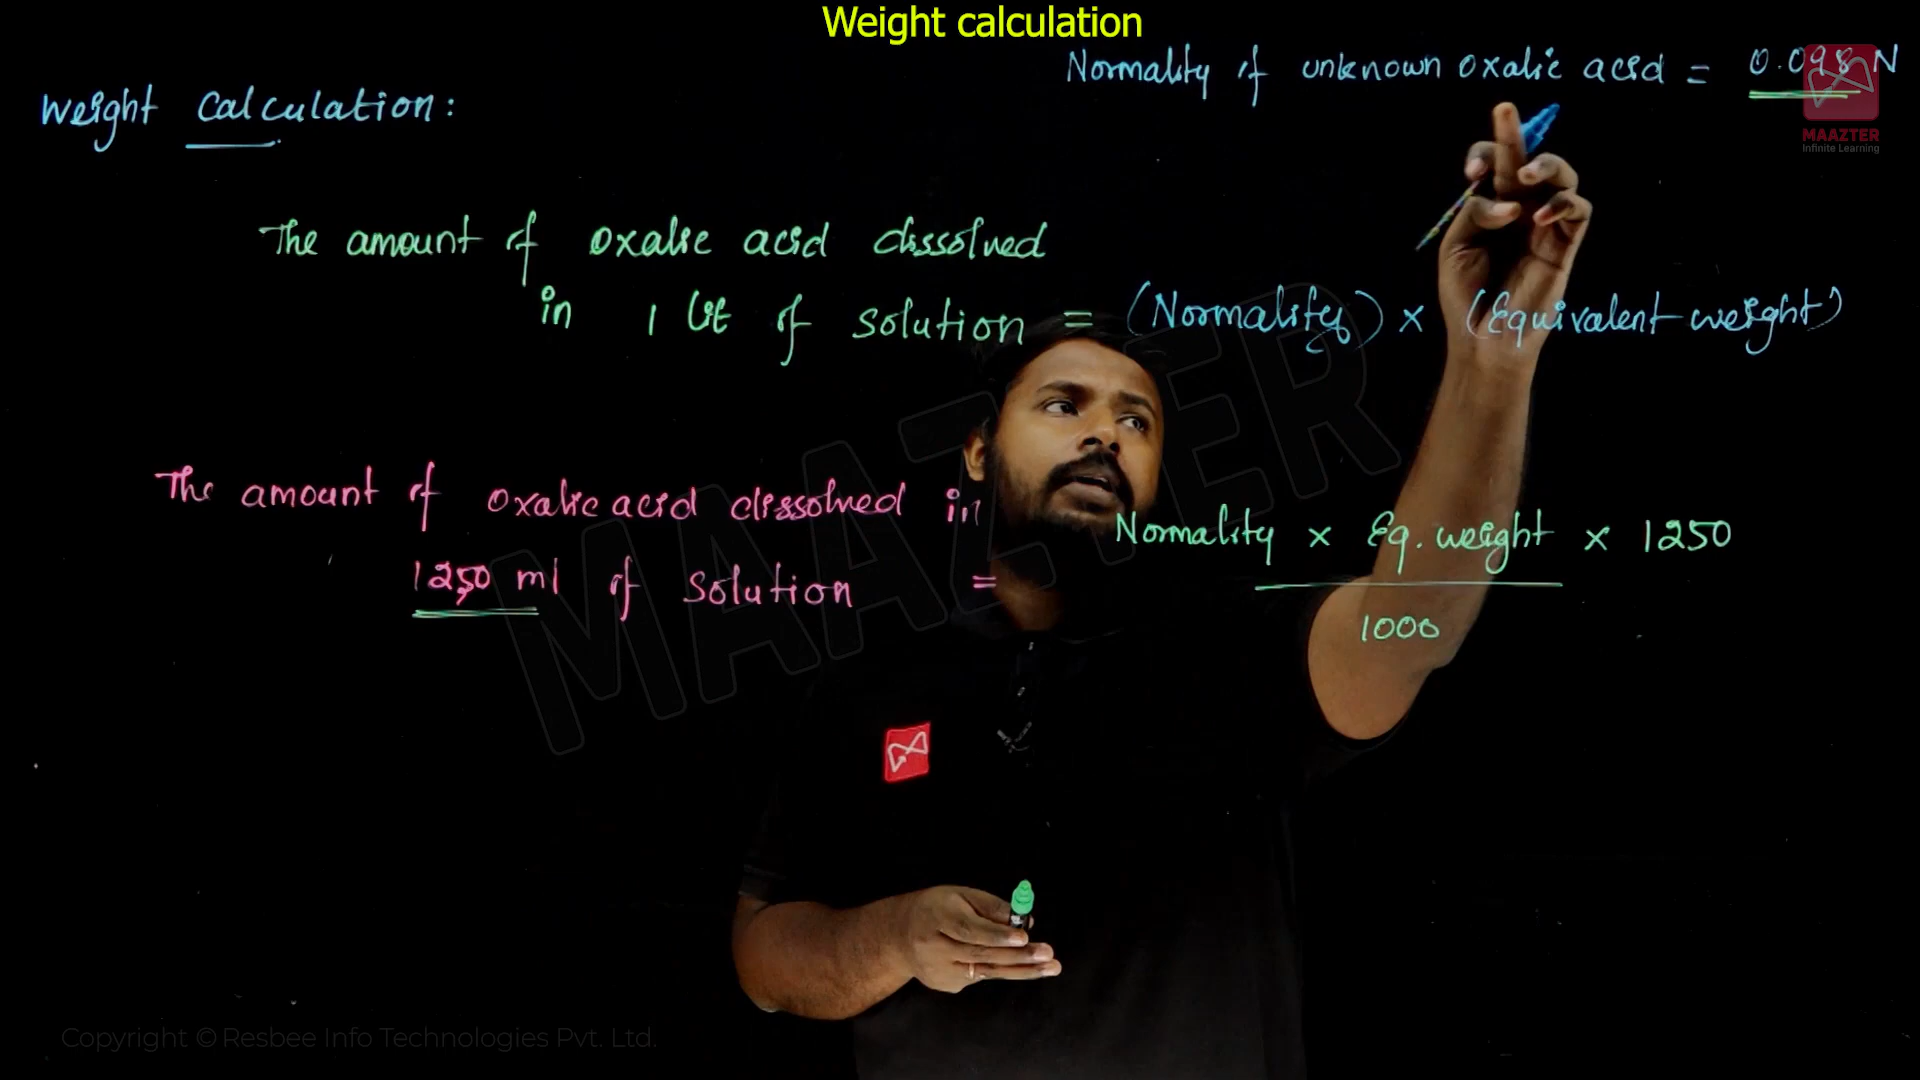 Weight calculation
Normality of unknown oxalic acid = 0.098 N
Weight Calculation:
MAAZTER
Infinite Learning
The amount of oxalic acid dissolved
in 1 lit of solution = (Normality) × (Equivalent weight)
MAAZTER
The amount of oxalic acid dissolved in
1250 ml of solution = Normality × Eq. weight × 1250
1000
Copyright © Resbee Info Technologies Pvt. Ltd.